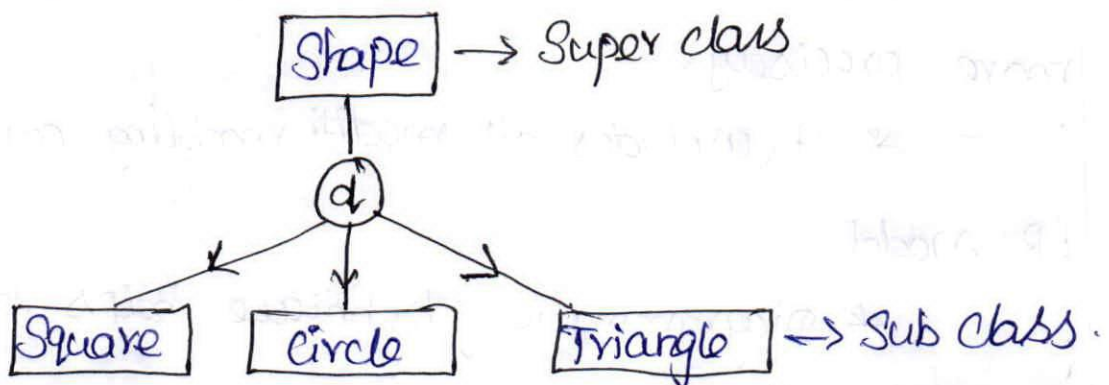 Shape → Super class
d
Square Circle Triangle → Sub class.